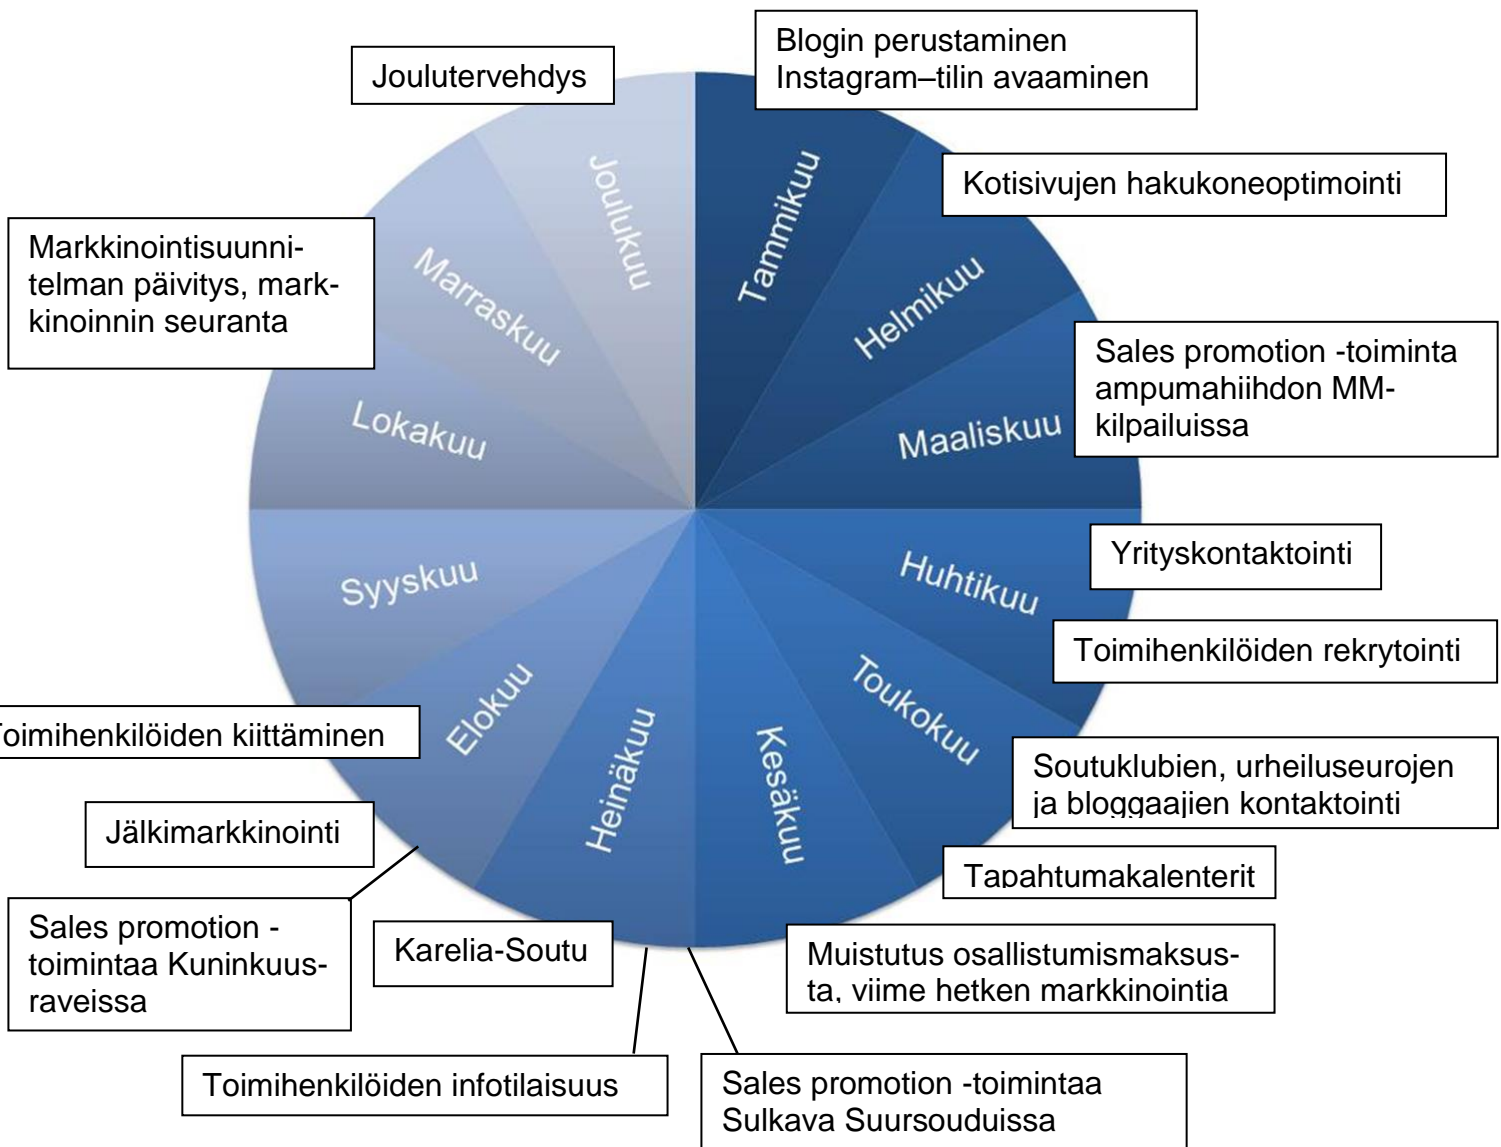 Blogin perustaminen
Instagram–tilin avaaminen
Joulutervehdys
Kotisivujen hakukoneoptimointi
Markkinointisuunni-
telman päivitys, mark-
kinoinnin seuranta
Sales promotion -toiminta
ampumahiihdon MM-
kilpailuissa
Tammikuu
Helmikuu
Maaliskuu
Huhtikuu
Toukokuu
Kesäkuu
Heinäkuu
Elokuu
Syyskuu
Lokakuu
Marraskuu
Joulukuu
Yrityskontaktointi
Toimihenkilöiden rekrytointi
Toimihenkilöiden kiittäminen
Soutuklubien, urheiluseurojen
ja bloggaajien kontaktointi
Jälkimarkkinointi
Tapahtumakalenterit
Sales promotion -
toimintaa Kuninkuus-
raveissa
Karelia-Soutu
Muistutus osallistumismaksus-
ta, viime hetken markkinointia
Toimihenkilöiden infotilaisuus
Sales promotion -toimintaa
Sulkava Suursouduissa